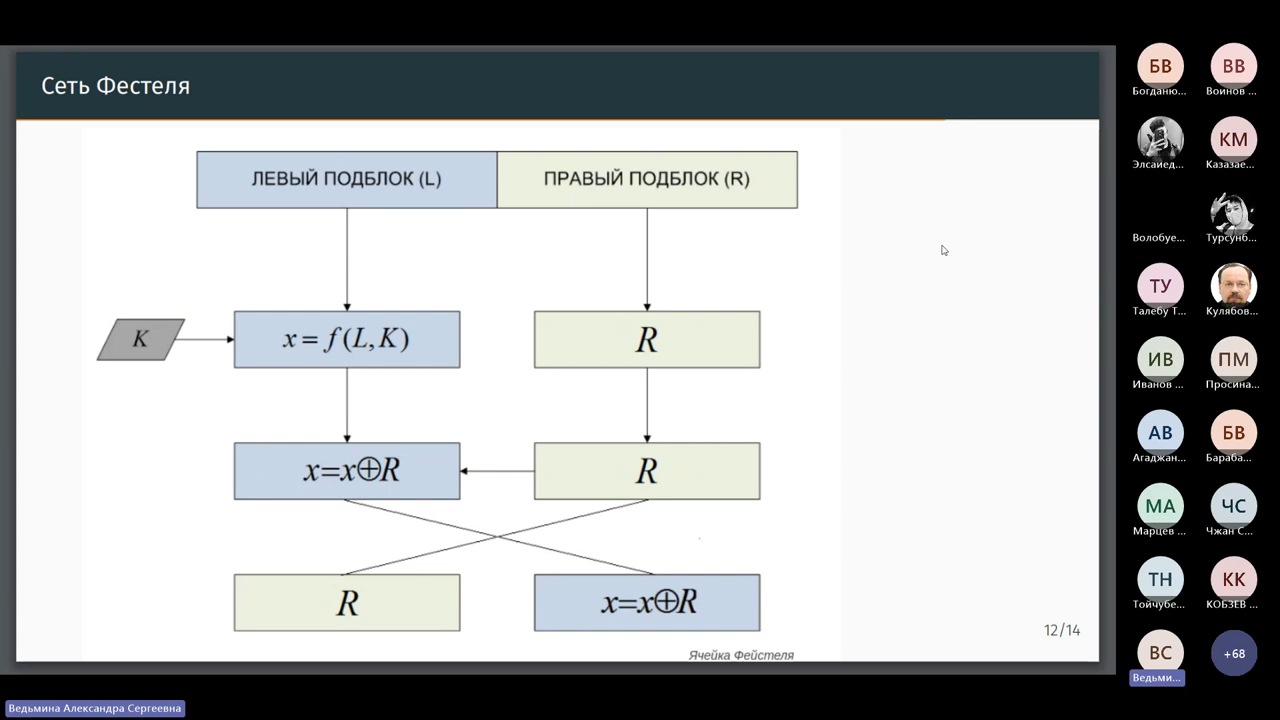 Сеть Фестеля
ЛЕВЫЙ ПОДБЛОК (L)
ПРАВЫЙ ПОДБЛОК (R)
K
x = f(L, K)
R
x=x⊕R
R
R
x=x⊕R
12/14
Ячейка Фейстеля
БВ
Богданю...
ВВ
Воинов ...
Элсаиед...
КМ
Казазае...
Волобуе...
Турсунб...
ТУ
Талебу Т...
Кулябов...
ИВ
Иванов ...
ПМ
Просина...
АВ
Агаджан...
БВ
Бараба...
МА
Марцев ...
ЧС
Чжан С...
ТН
Тойчубе...
КК
КОБЗЕВ ...
ВС
Ведьми...
+68
Ведьмина Александра Сергеевна